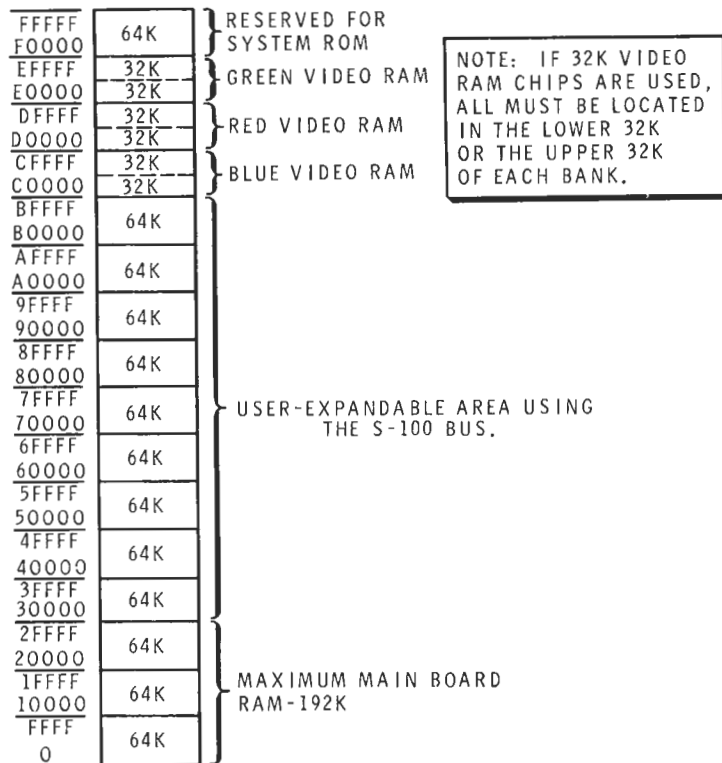 FFFFF
F0000
64K
RESERVED FOR
SYSTEM ROM
EFFFF
E0000
32K
32K
GREEN VIDEO RAM
DFFFF
D0000
32K
32K
RED VIDEO RAM
CFFFF
C0000
32K
32K
BLUE VIDEO RAM
NOTE: IF 32K VIDEO
RAM CHIPS ARE USED,
ALL MUST BE LOCATED
IN THE LOWER 32K
OR THE UPPER 32K
OF EACH BANK.
BFFFF
B0000
64K
AFFFF
A0000
64K
9FFFF
90000
64K
8FFFF
80000
64K
7FFFF
70000
64K
6FFFF
60000
64K
5FFFF
50000
64K
4FFFF
40000
64K
3FFFF
30000
64K
USER-EXPANDABLE AREA USING
THE S-100 BUS.
2FFFF
20000
64K
1FFFF
10000
64K
FFFF
0
64K
MAXIMUM MAIN BOARD
RAM-192K